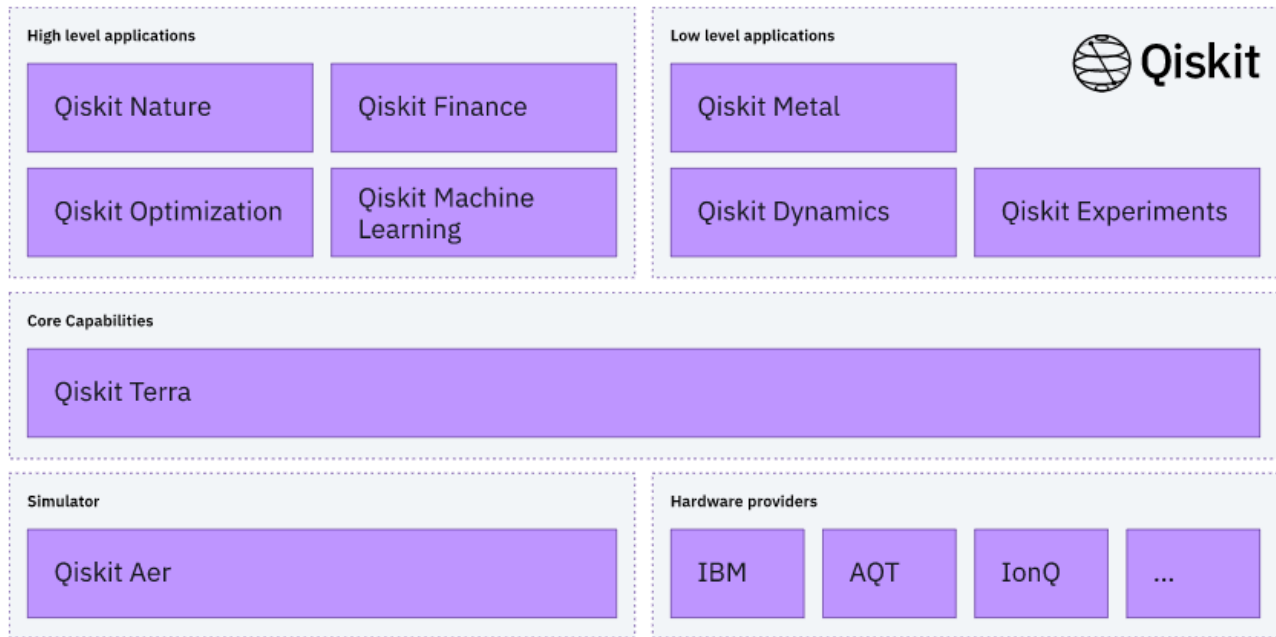 High level applications
Qiskit Nature
Qiskit Finance
Qiskit Optimization
Qiskit Machine
Learning
Low level applications
Qiskit
Qiskit Metal
Qiskit Dynamics
Qiskit Experiments
Core Capabilities
Qiskit Terra
Simulator
Qiskit Aer
Hardware providers
IBM
AQT
IonQ
...